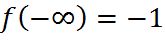 f(−∞) = −1